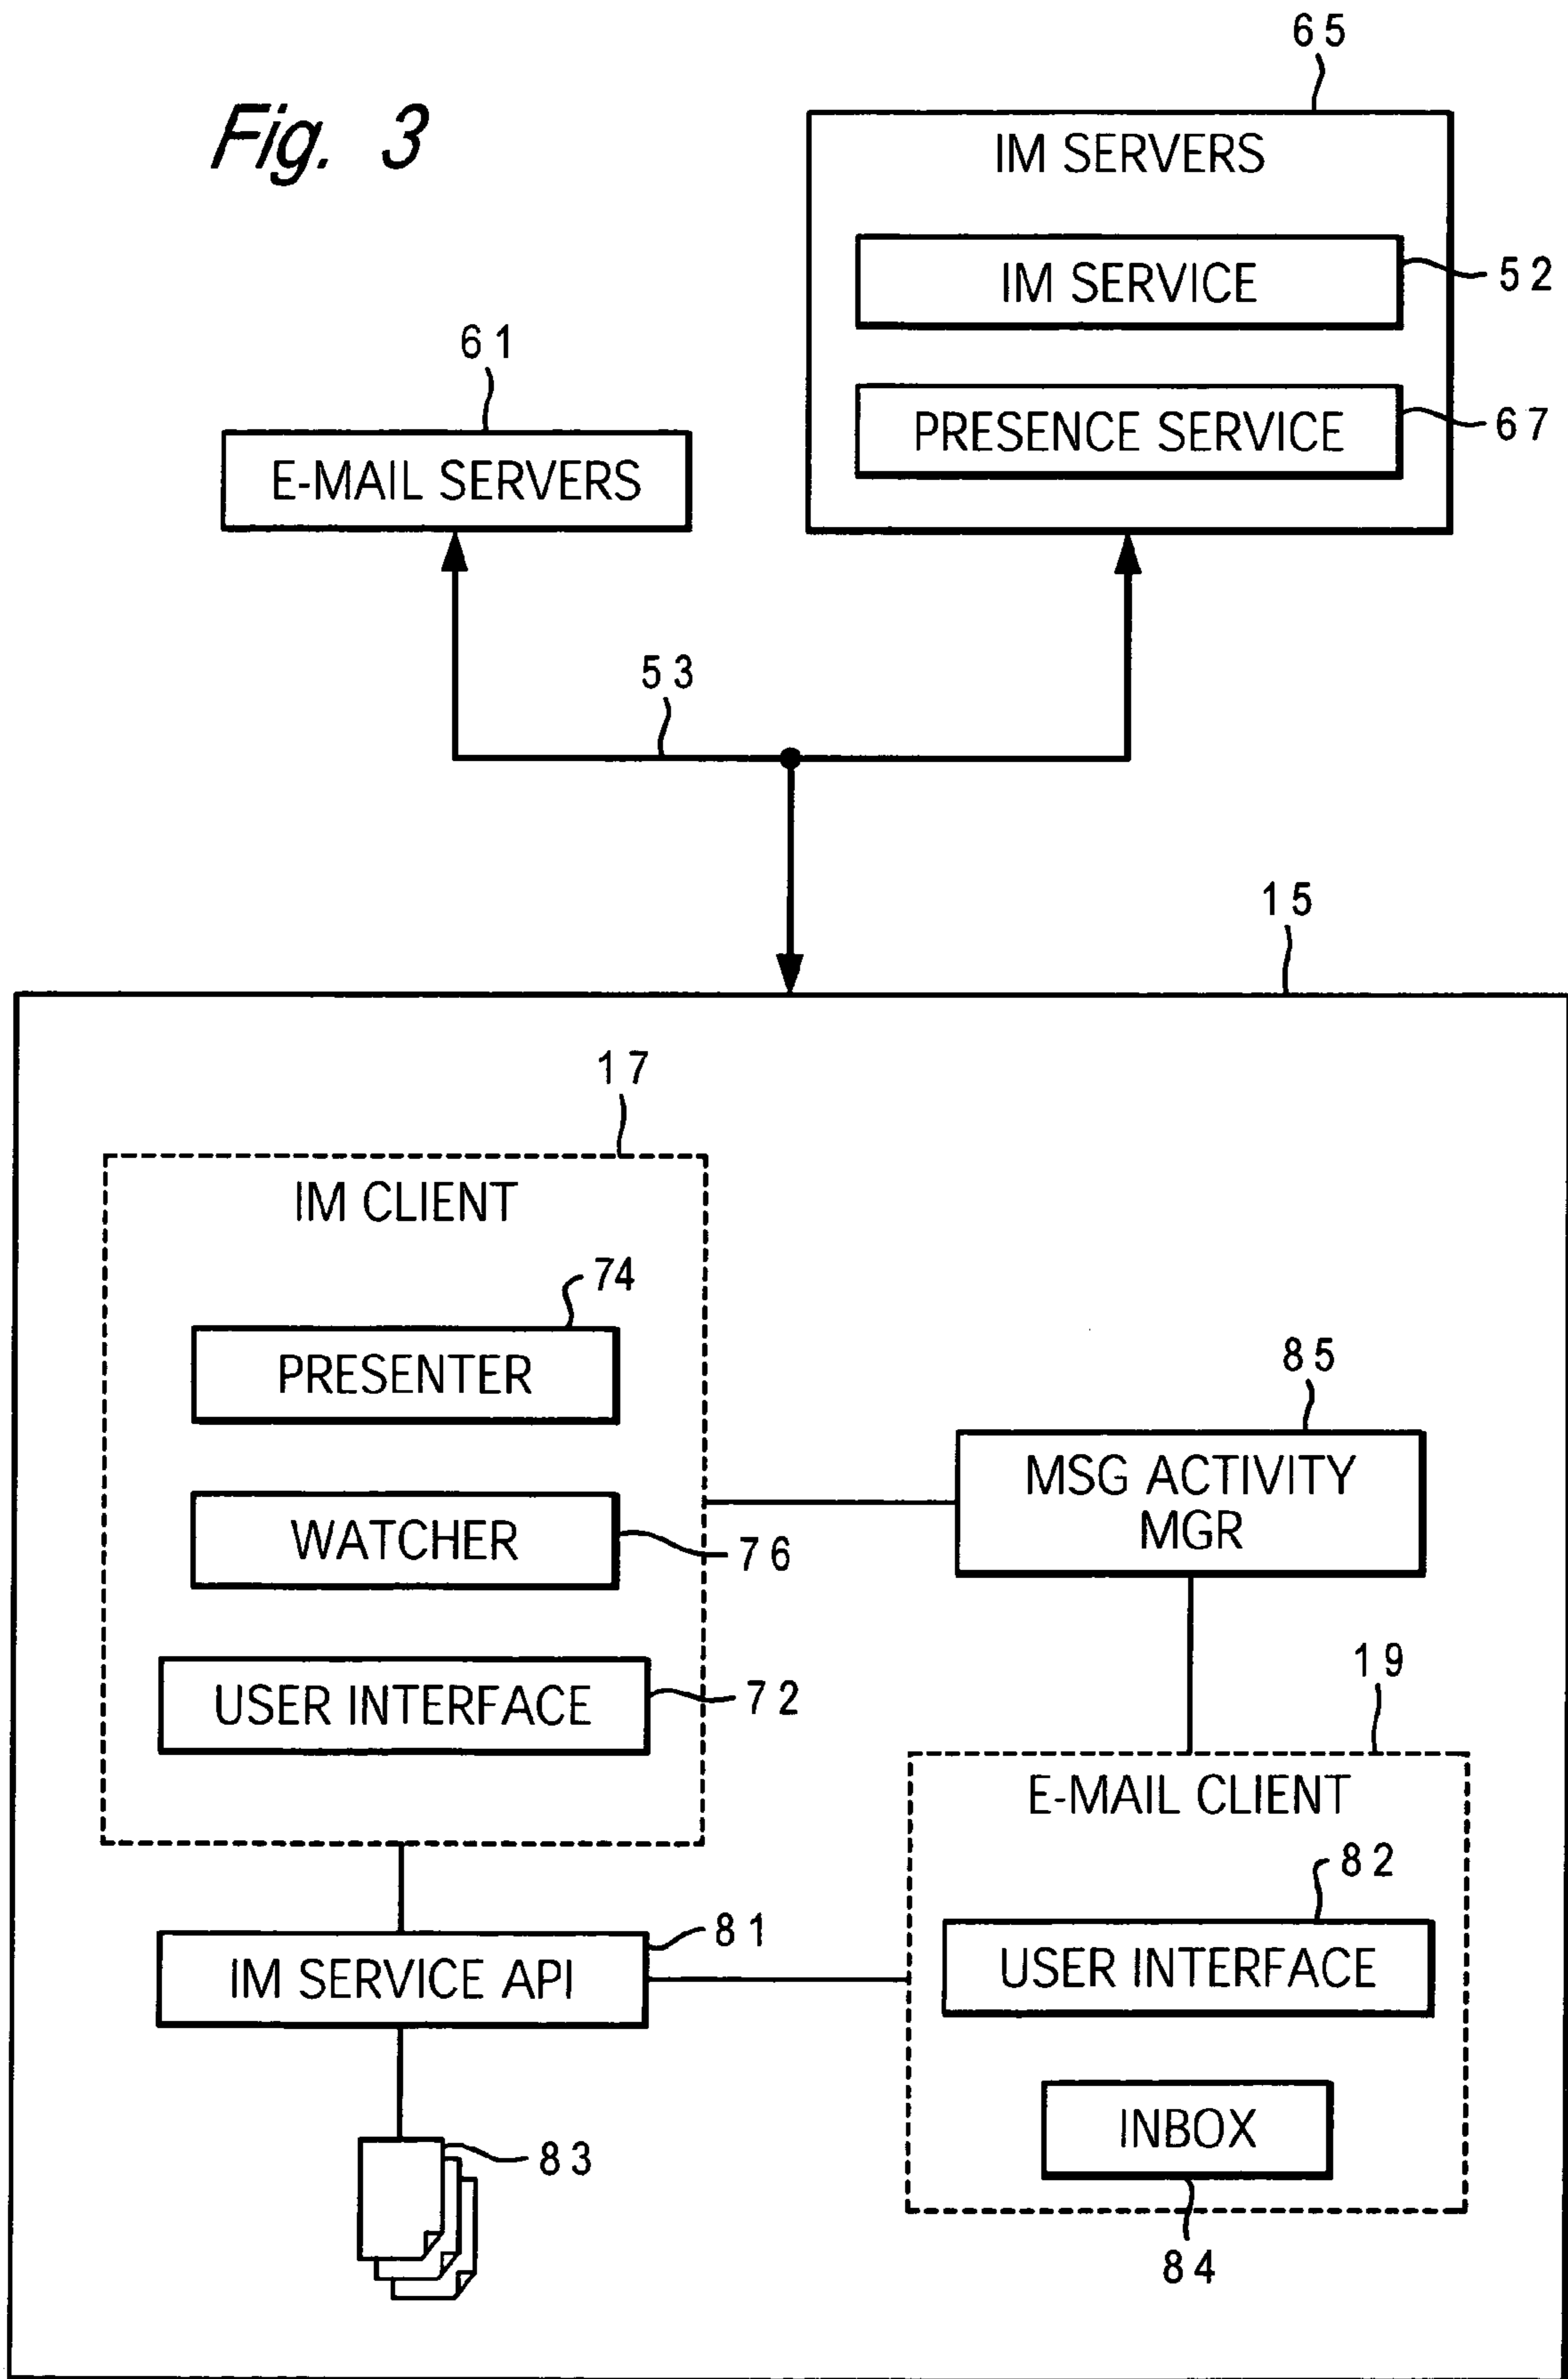 Fig. 3
65
IM SERVERS
IM SERVICE
52
PRESENCE SERVICE
67
61
E-MAIL SERVERS
53
15
17
IM CLIENT
74
PRESENTER
WATCHER
76
USER INTERFACE
72
85
MSG ACTIVITY
MGR
19
E-MAIL CLIENT
82
USER INTERFACE
INBOX
84
81
IM SERVICE API
83